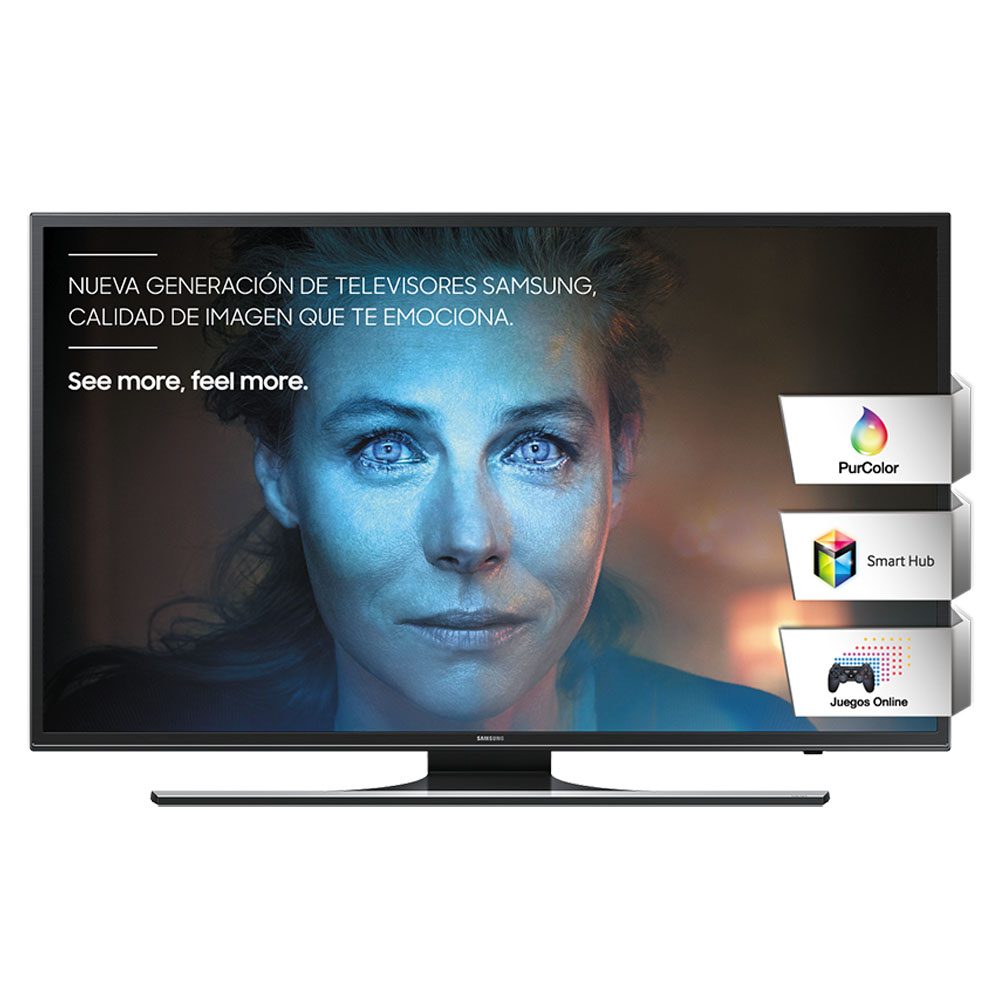 NUEVA GENERACIÓN DE TELEVISORES SAMSUNG,
CALIDAD DE IMAGEN QUE TE EMOCIONA.
See more, feel more.
PurColor
Smart Hub
Juegos Online
SAMSUNG